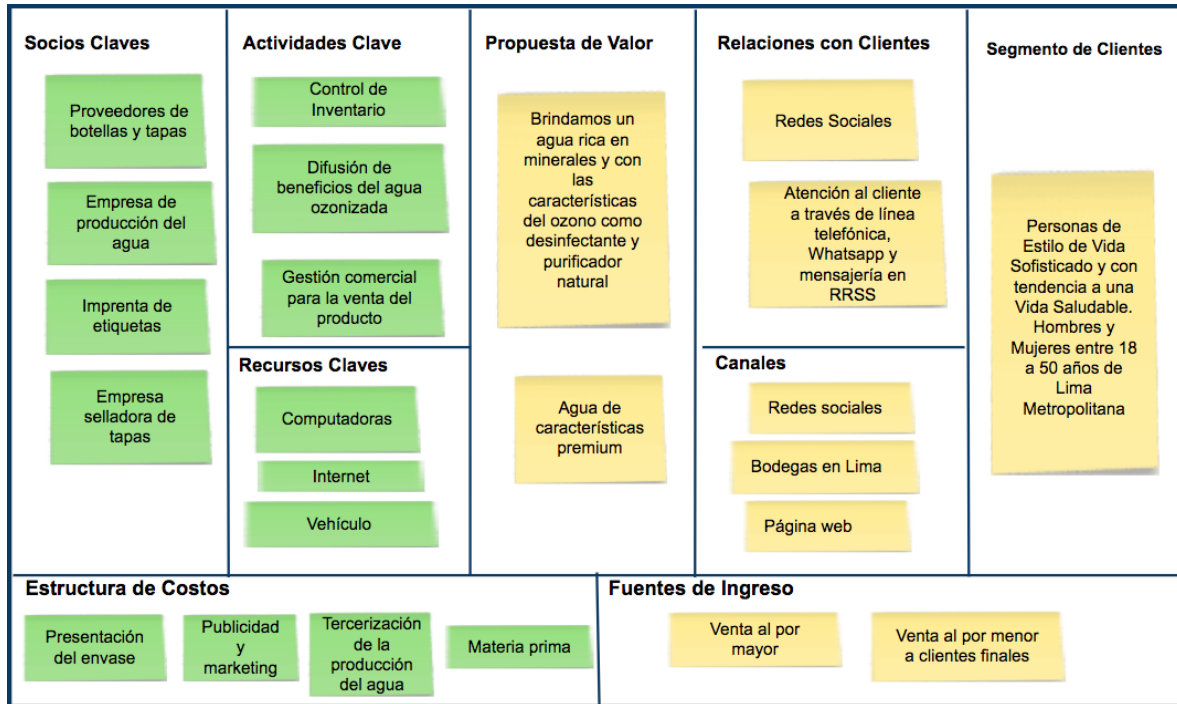 Socios Claves
Proveedores de
botellas y tapas
Empresa de
producción del
agua
Imprenta de
etiquetas
Empresa
selladora de
tapas
Actividades Clave
Control de
Inventario
Difusión de
beneficios del agua
ozonizada
Gestión comercial
para la venta del
producto
Recursos Claves
Computadoras
Internet
Vehículo
Propuesta de Valor
Brindamos un
agua rica en
minerales y con
las
características
del ozono como
desinfectante y
purificador
natural
Agua de
características
premium
Relaciones con Clientes
Redes Sociales
Atención al cliente
a través de línea
telefónica,
Whatsapp y
mensajería en
RRSS
Canales
Redes sociales
Bodegas en Lima
Página web
Segmento de Clientes
Personas de
Estilo de Vida
Sofisticado y con
tendencia a una
Vida Saludable.
Hombres y
Mujeres entre 18
a 50 años de
Lima
Metropolitana
Estructura de Costos
Presentación
del envase
Publicidad
y
marketing
Tercerización
de la
producción
del agua
Materia prima
Fuentes de Ingreso
Venta al por
mayor
Venta al por menor
a clientes finales